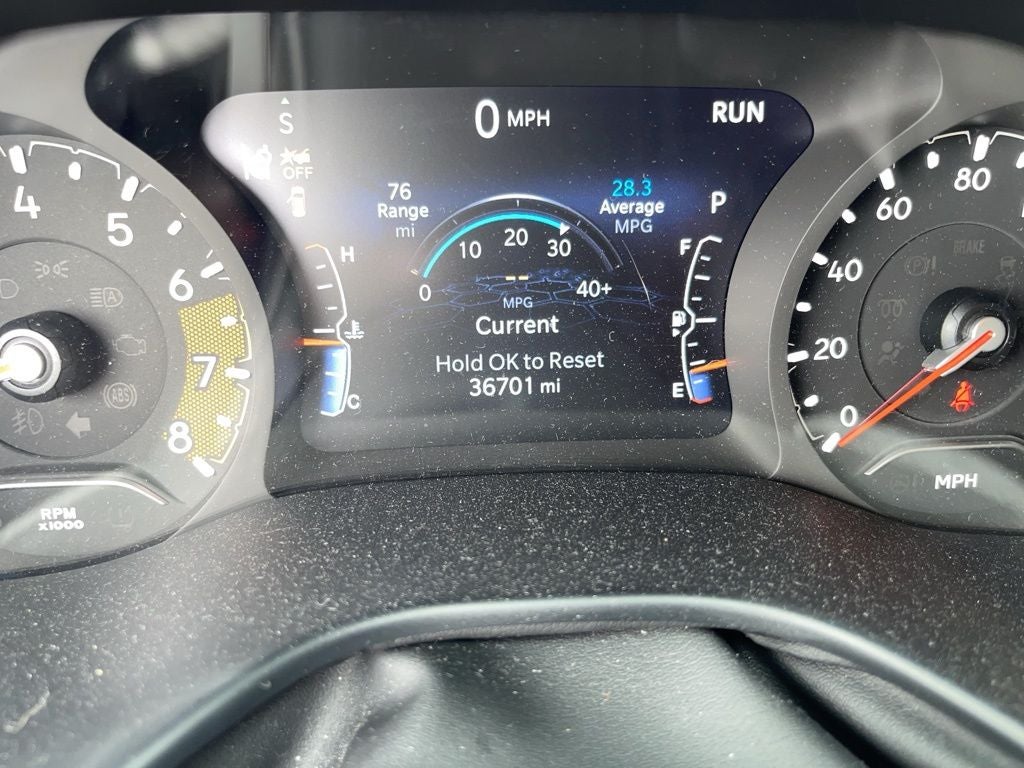 S
0 MPH
RUN
OFF
76
Range
mi
28.3
Average
MPG
P
H
C
F
E
0
10
20
30
40+
MPG
Current
Hold OK to Reset
36701 mi
4
5
6
7
8
A
ABS
RPM
x1000
0
20
40
60
80
BRAKE
MPH